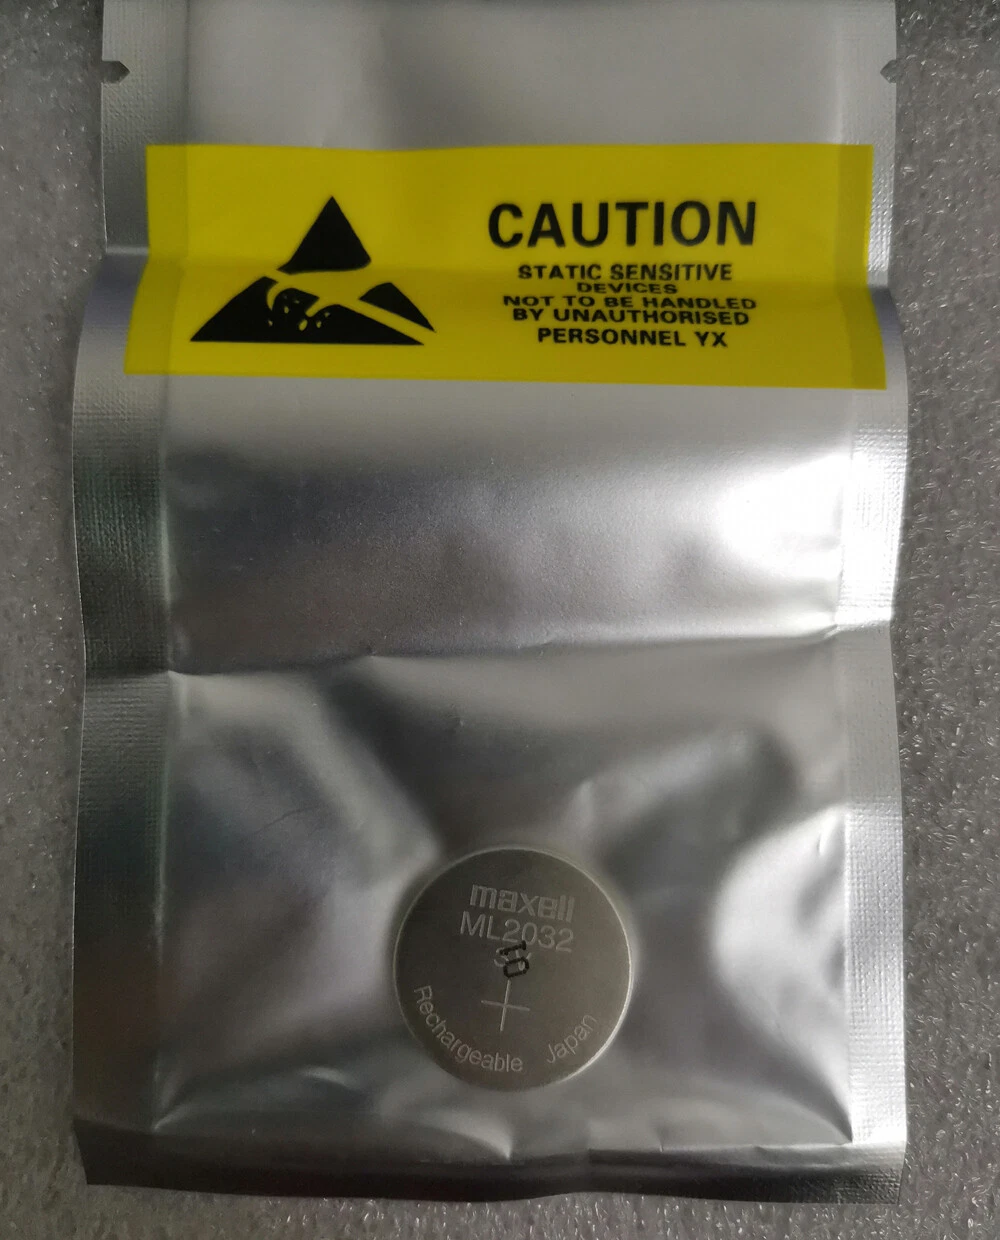 CAUTION
STATIC SENSITIVE
DEVICES
NOT TO BE HANDLED
BY UNAUTHORISED
PERSONNEL YX
maxell
ML2032
+
Rechargeable Japan